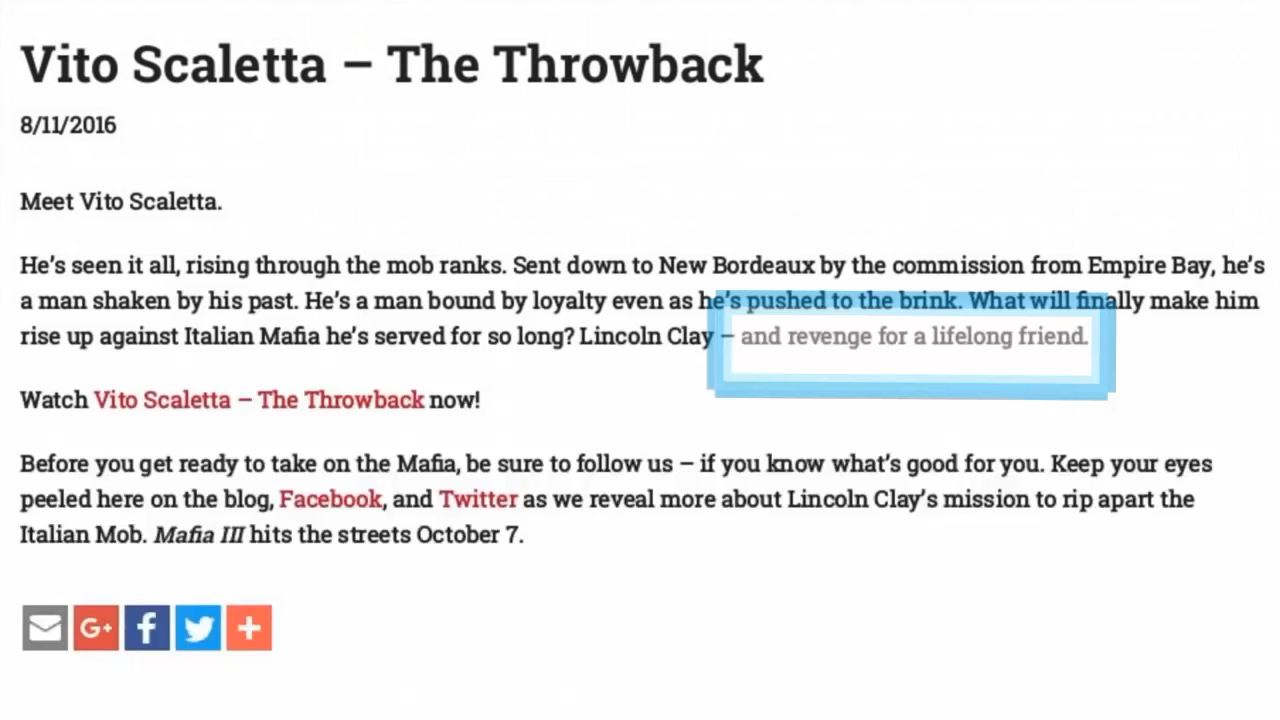 Vito Scaletta – The Throwback
8/11/2016
Meet Vito Scaletta.
He's seen it all, rising through the mob ranks. Sent down to New Bordeaux by the commission from Empire Bay, he's
a man shaken by his past. He's a man bound by loyalty even as he's pushed to the brink. What will finally make him
rise up against Italian Mafia he's served for so long? Lincoln Clay – and revenge for a lifelong friend.
Watch Vito Scaletta – The Throwback now!
Before you get ready to take on the Mafia, be sure to follow us – if you know what's good for you. Keep your eyes
peeled here on the blog, Facebook, and Twitter as we reveal more about Lincoln Clay's mission to rip apart the
Italian Mob. Mafia III hits the streets October 7.
G+ f +